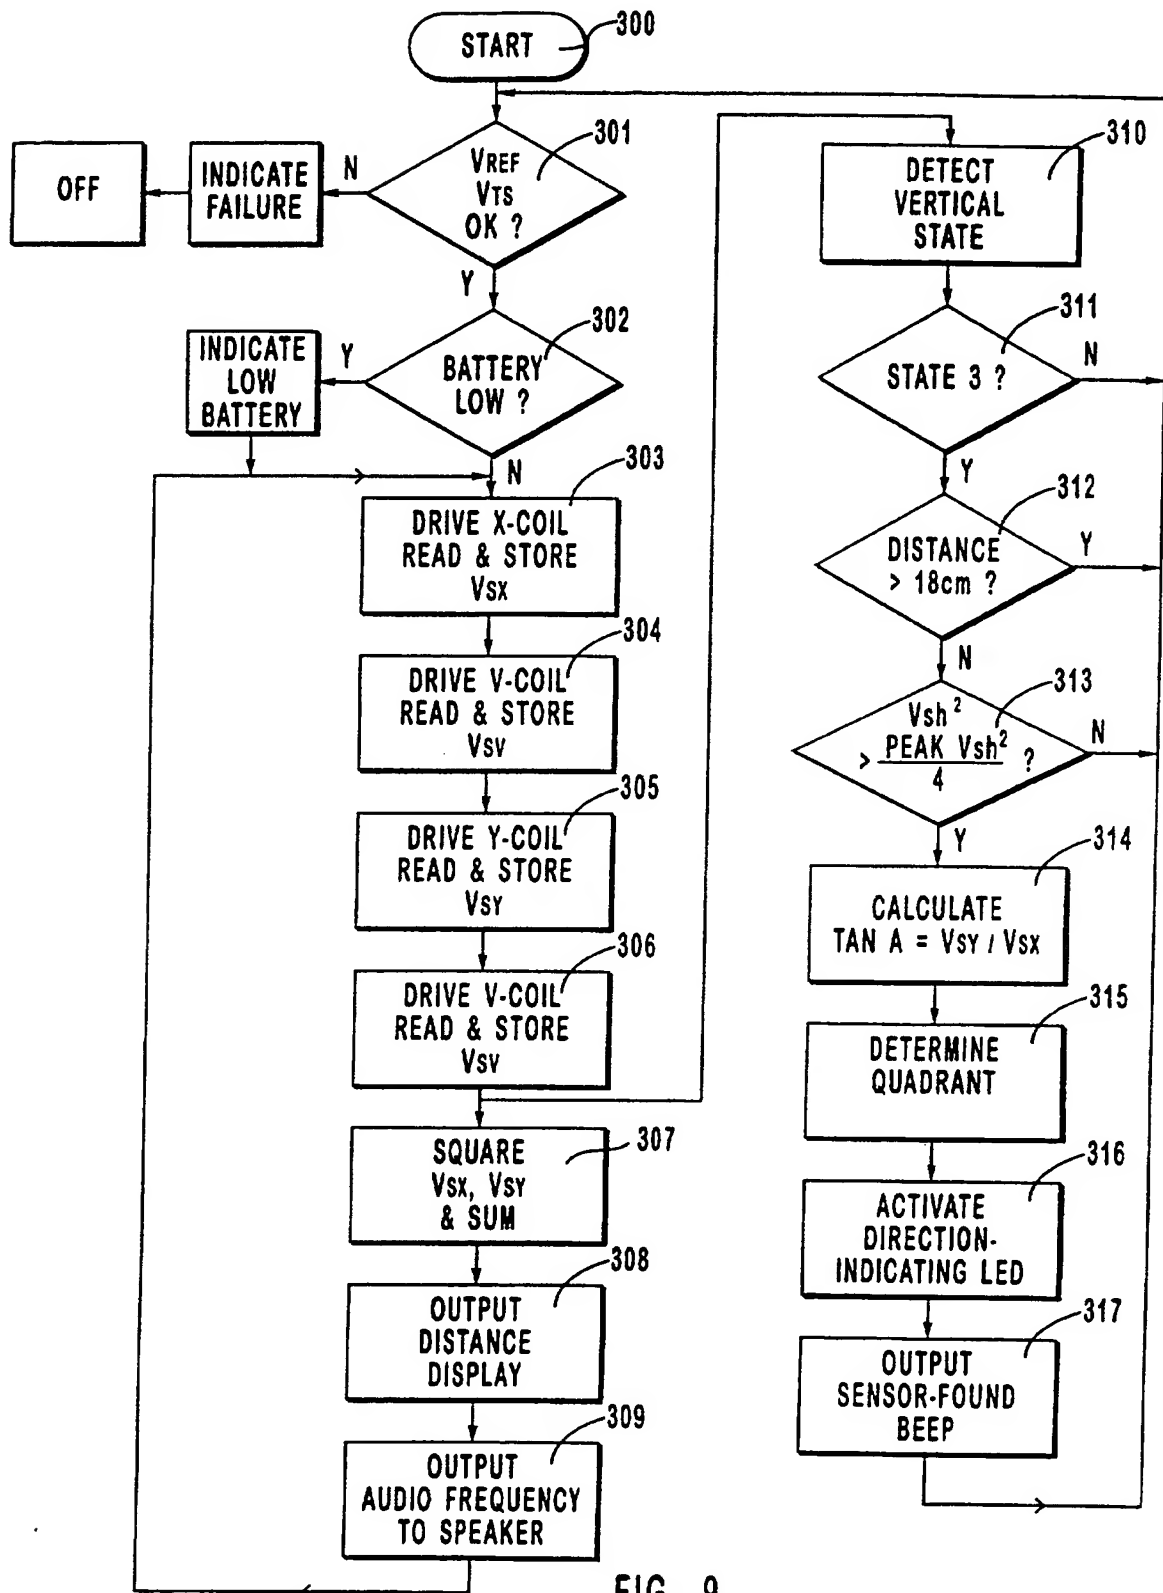 START
300
301
VREF
VTS
OK ?
N
INDICATE
FAILURE
OFF
Y
302
BATTERY
LOW ?
Y
INDICATE
LOW
BATTERY
N
303
DRIVE X-COIL
READ & STORE
VSX
304
DRIVE V-COIL
READ & STORE
VSV
305
DRIVE Y-COIL
READ & STORE
VSY
306
DRIVE V-COIL
READ & STORE
VSV
307
SQUARE
VSX, VSY
& SUM
308
OUTPUT
DISTANCE
DISPLAY
309
OUTPUT
AUDIO FREQUENCY
TO SPEAKER
310
DETECT
VERTICAL
STATE
311
STATE 3 ?
N
Y
312
DISTANCE
> 18cm ?
Y
N
313
Vsh²
> PEAK Vsh² ?
4
N
Y
314
CALCULATE
TAN A = VSY / VSX
315
DETERMINE
QUADRANT
316
ACTIVATE
DIRECTION-
INDICATING LED
317
OUTPUT
SENSOR-FOUND
BEEP
FIG. 9